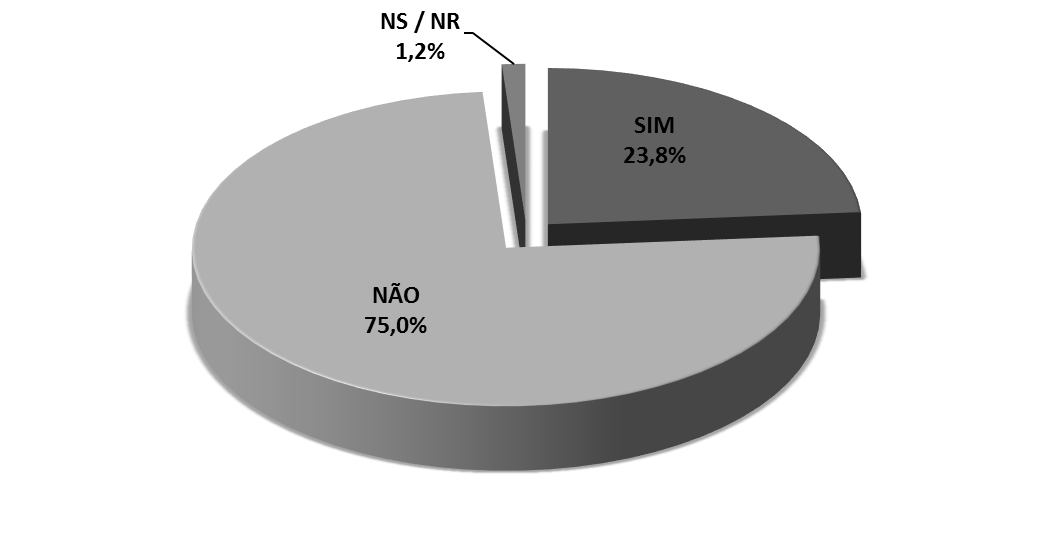 NS / NR
1,2%
SIM
23,8%
NÃO
75,0%